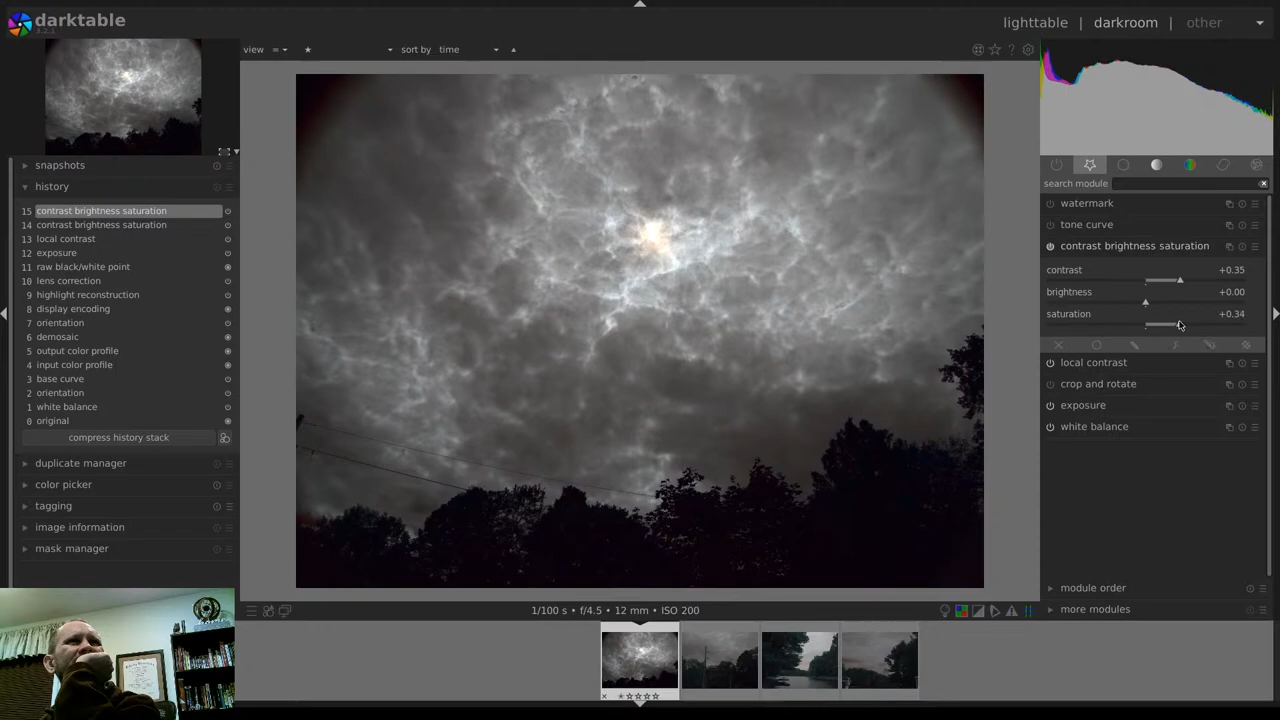 darktable
3.2.1
lighttable | darkroom | other
view
sort by time
snapshots
history
15 contrast brightness saturation
14 contrast brightness saturation
13 local contrast
12 exposure
11 raw black/white point
10 lens correction
9 highlight reconstruction
8 display encoding
7 orientation
6 demosaic
5 output color profile
4 input color profile
3 base curve
2 orientation
1 white balance
0 original
compress history stack
duplicate manager
color picker
tagging
image information
mask manager
1/100 s • f/4.5 • 12 mm • ISO 200
search module
watermark
tone curve
contrast brightness saturation
contrast +0.35
brightness +0.00
saturation +0.34
local contrast
crop and rotate
exposure
white balance
module order
more modules